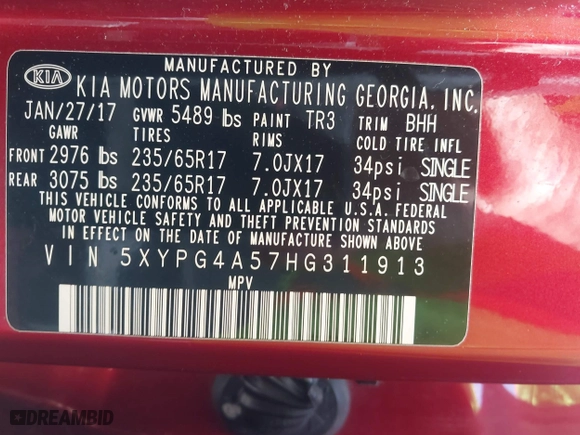 MANUFACTURED BY
KIA KIA MOTORS MANUFACTURING GEORGIA, INC.
JAN/27/17 GVWR 5489 lbs PAINT TR3 TRIM BHH
GAWR TIRES RIMS COLD TIRE INFL
FRONT 2976 lbs 235/65R17 7.0JX17 34psi SINGLE
REAR 3075 lbs 235/65R17 7.0JX17 34psi SINGLE
THIS VEHICLE CONFORMS TO ALL APPLICABLE U.S.A. FEDERAL
MOTOR VEHICLE SAFETY AND THEFT PREVENTION STANDARDS
IN EFFECT ON THE DATE OF MANUFACTURE SHOWN ABOVE.
VIN 5XYPG4A57HG311913
MPV
DREAMBID